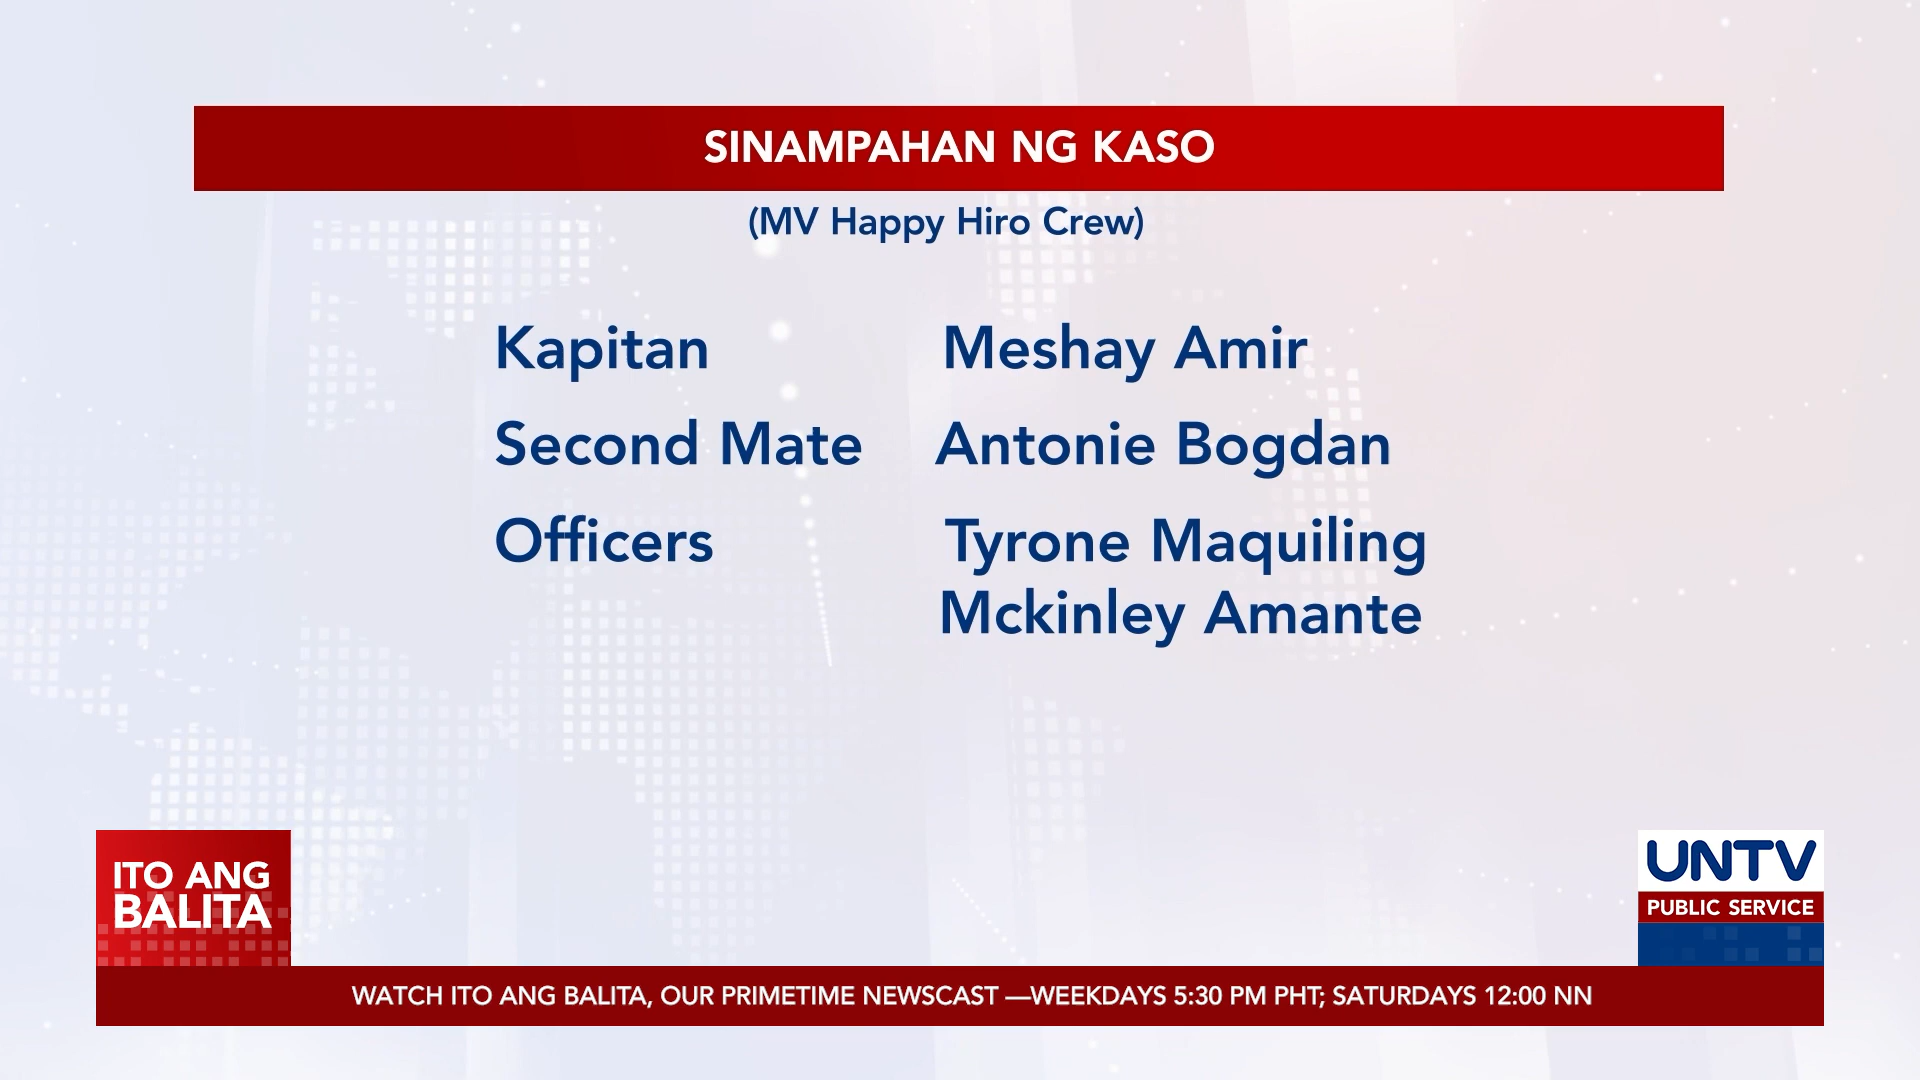 SINAMPAHAN NG KASO
(MV Happy Hiro Crew)
Kapitan Meshay Amir
Second Mate Antonie Bogdan
Officers Tyrone Maquiling
Mckinley Amante
ITO ANG
BALITA
UNTV
PUBLIC SERVICE
WATCH ITO ANG BALITA, OUR PRIMETIME NEWSCAST —WEEKDAYS 5:30 PM PHT; SATURDAYS 12:00 NN